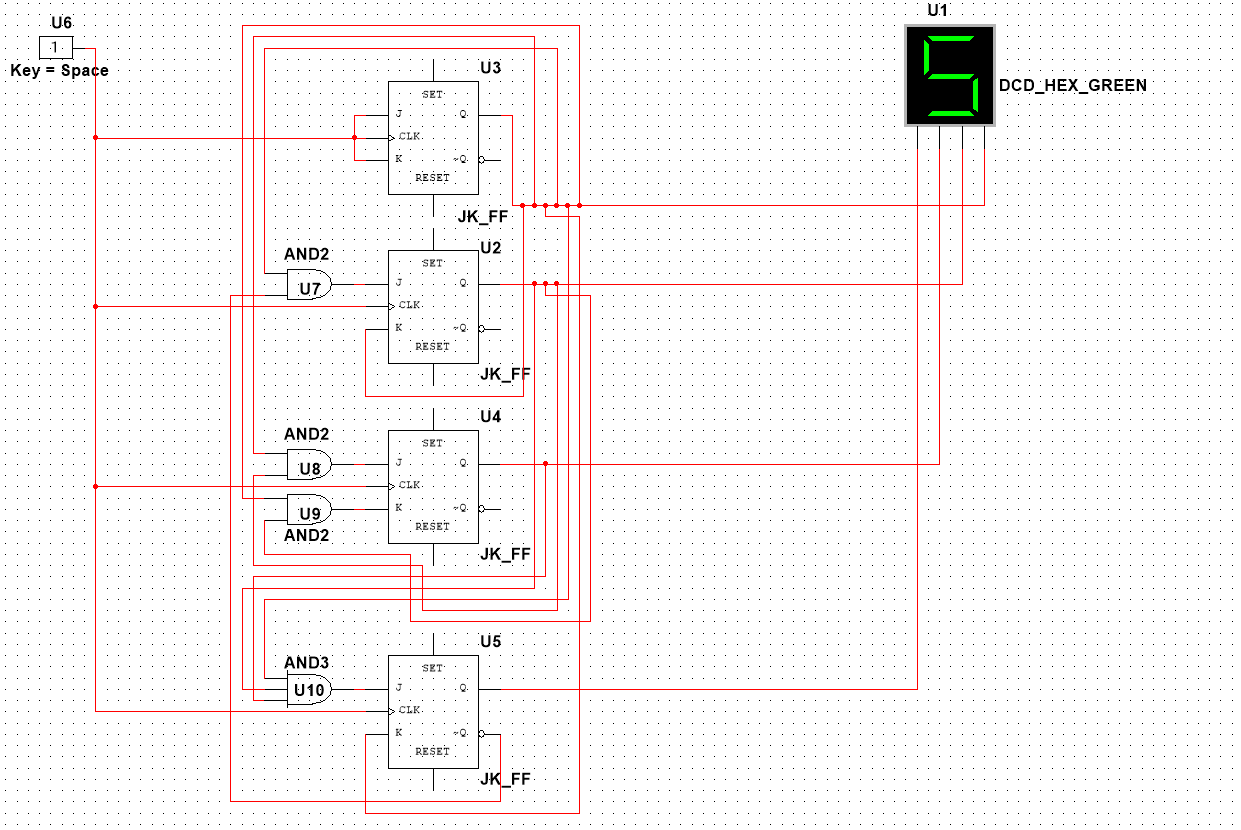 U6
1
Key = Space
U1
5
DCD_HEX_GREEN
U3
SET
J
Q
CLK
K
~Q
RESET
JK_FF
U2
AND2
SET
U7
J
Q
CLK
K
~Q
RESET
JK_FF
U4
AND2
SET
U8
J
Q
CLK
U9
K
~Q
AND2
RESET
JK_FF
U5
AND3
SET
U10
J
Q
CLK
K
~Q
RESET
JK_FF